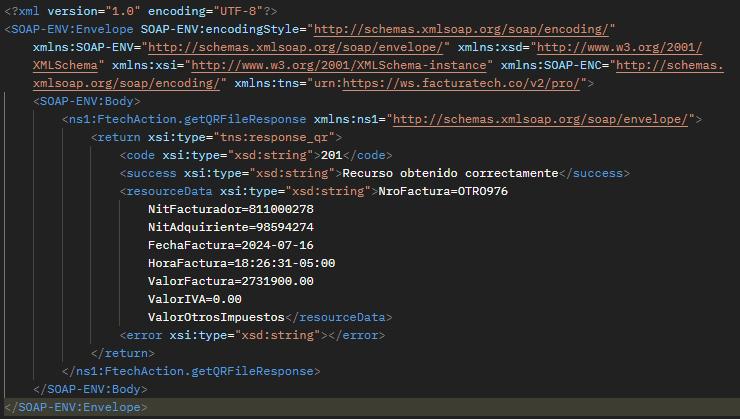 <?xml version="1.0" encoding="UTF-8"?>
<SOAP-ENV:Envelope SOAP-ENV:encodingStyle="http://schemas.xmlsoap.org/soap/encoding/"
xmlns:SOAP-ENV="http://schemas.xmlsoap.org/soap/envelope/" xmlns:xsd="http://www.w3.org/2001/
XMLSchema" xmlns:xsi="http://www.w3.org/2001/XMLSchema-instance" xmlns:SOAP-ENC="http://schemas.
xmlsoap.org/soap/encoding/" xmlns:tns="urn:https://ws.facturatech.co/v2/pro/">
<SOAP-ENV:Body>
<ns1:FtechAction.getQRFileResponse xmlns:ns1="http://schemas.xmlsoap.org/soap/envelope/">
<return xsi:type="tns:response_qr">
<code xsi:type="xsd:string">201</code>
<success xsi:type="xsd:string">Recurso obtenido correctamente</success>
<resourceData xsi:type="xsd:string">NroFactura=OTRO976
NitFacturador=811000278
NitAdquiriente=98594274
FechaFactura=2024-07-16
HoraFactura=18:26:31-05:00
ValorFactura=2731900.00
ValorIVA=0.00
ValorOtrosImpuestos</resourceData>
<error xsi:type="xsd:string"></error>
</return>
</ns1:FtechAction.getQRFileResponse>
</SOAP-ENV:Body>
</SOAP-ENV:Envelope>